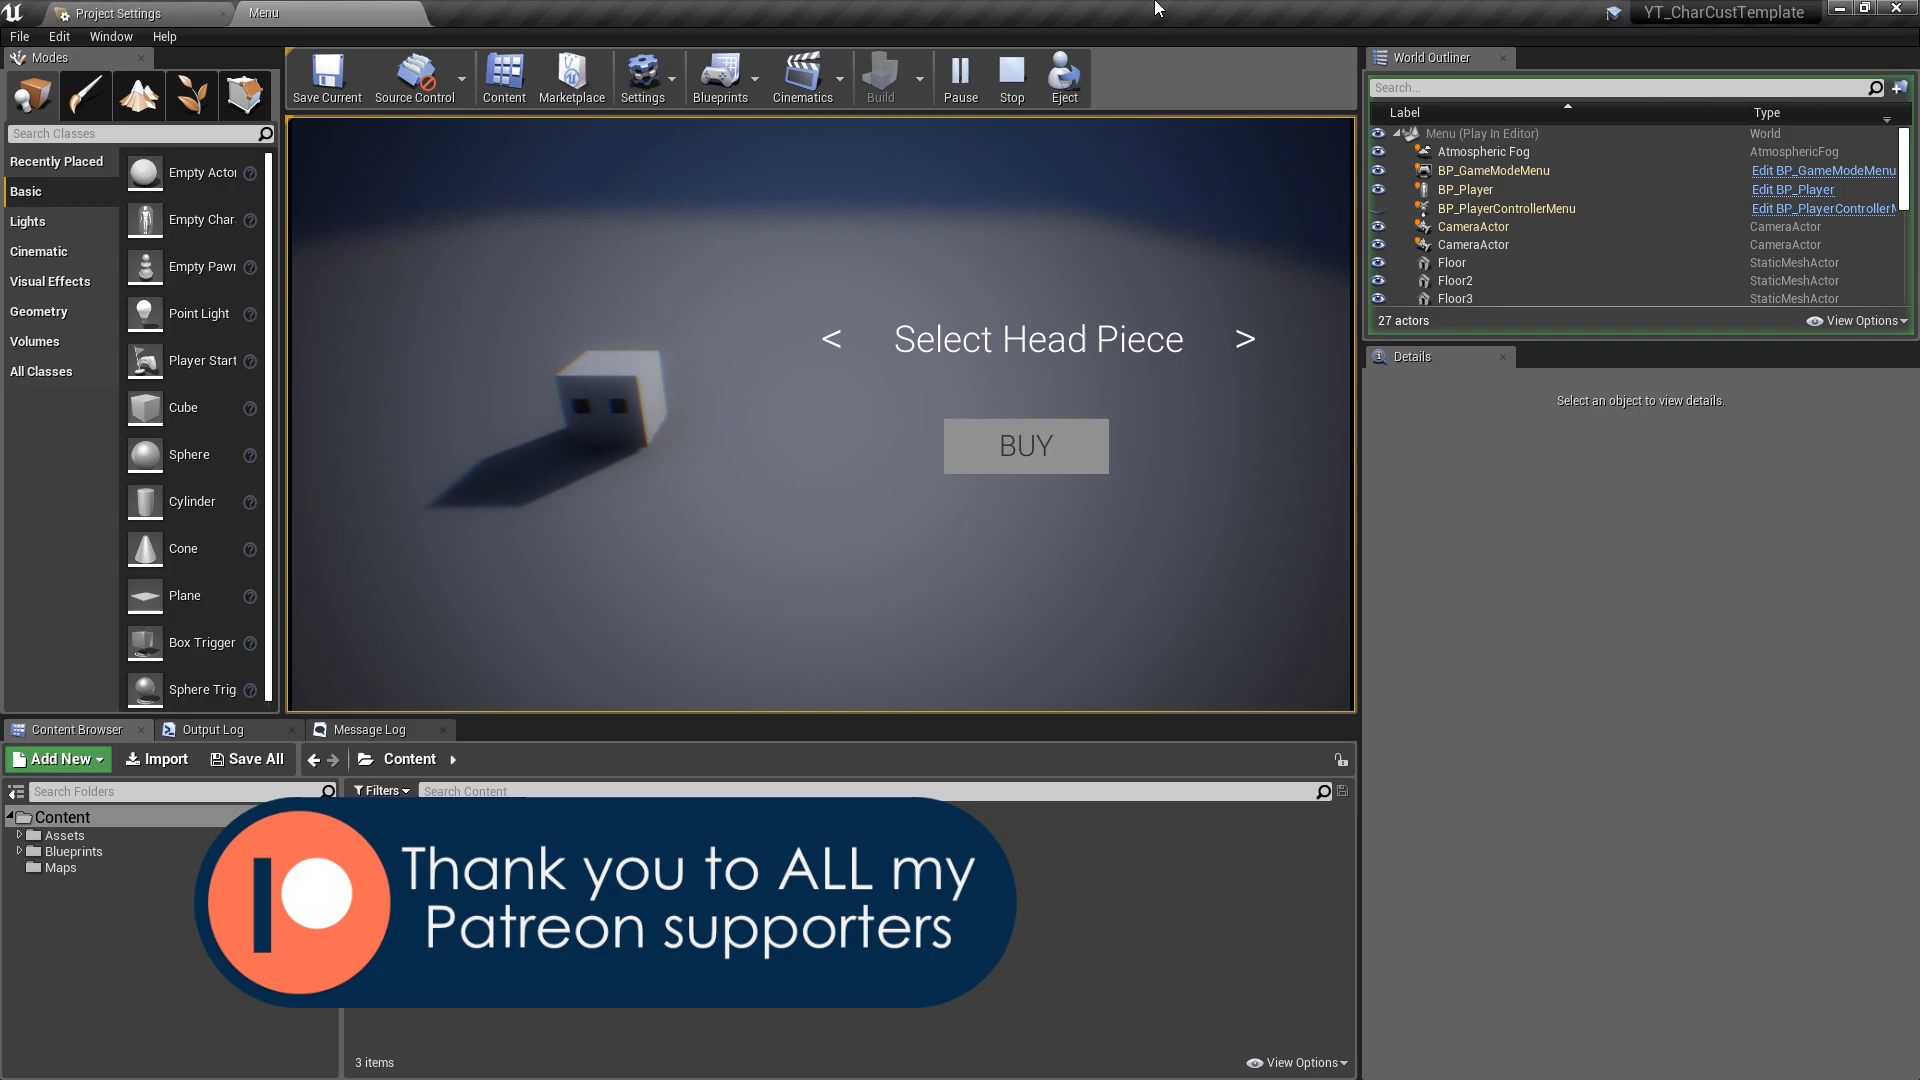 Project Settings
Menu
YT_CharCustTemplate
File
Edit
Window
Help
Modes
Search Classes
Recently Placed
Basic
Lights
Cinematic
Visual Effects
Geometry
Volumes
All Classes
Empty Actor
Empty Char
Empty Pawn
Point Light
Player Start
Cube
Sphere
Cylinder
Cone
Plane
Box Trigger
Sphere Trig
Save Current
Source Control
Content
Marketplace
Settings
Blueprints
Cinematics
Build
Pause
Stop
Eject
< Select Head Piece >
BUY
World Outliner
Search...
Label
Type
Menu (Play In Editor)
World
Atmospheric Fog
AtmosphericFog
BP_GameModeMenu
Edit BP_GameModeMenu
BP_Player
Edit BP_Player
BP_PlayerControllerMenu
Edit BP_PlayerControllerM
CameraActor
CameraActor
CameraActor
CameraActor
Floor
StaticMeshActor
Floor2
StaticMeshActor
Floor3
StaticMeshActor
27 actors
View Options
Details
Select an object to view details.
Content Browser
Output Log
Message Log
Add New
Import
Save All
Content
Search Folders
Filters
Search Content
Content
Assets
Blueprints
Maps
Thank you to ALL my
Patreon supporters
3 items
View Options